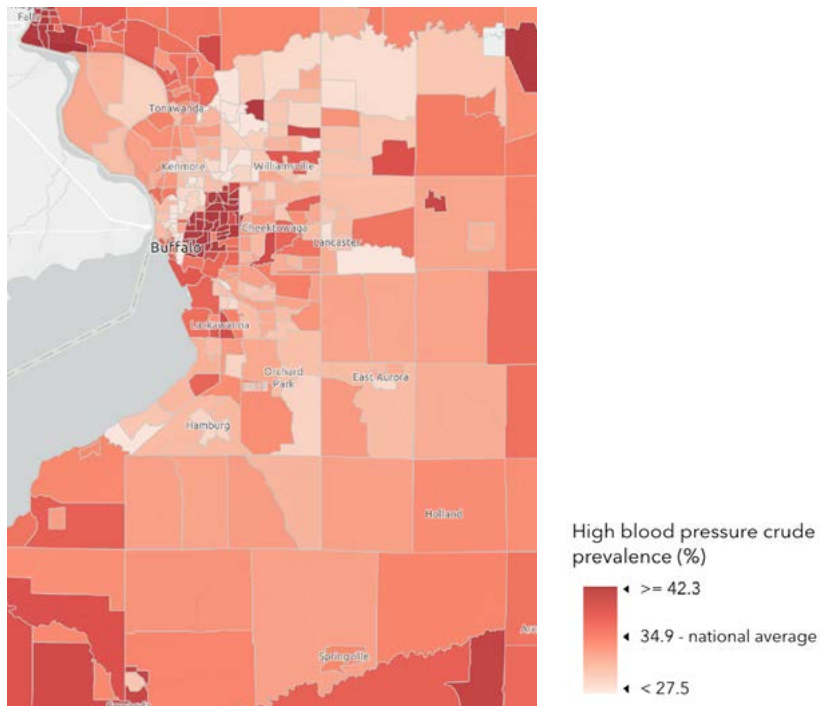 Falls
Tonawanda
Kenmore
Williamsville
Cheektowaga
Buffalo
Lancaster
Lackawanna
Orchard
Park
East Aurora
Hamburg
Holland
Springville
High blood pressure crude
prevalence (%)
>= 42.3
34.9 - national average
< 27.5